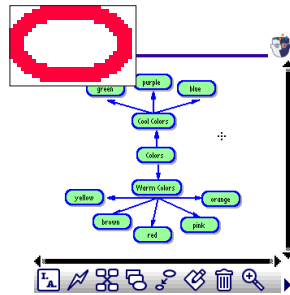 purple
green
blue
Cool Colors
Colors
Warm Colors
yellow
orange
brown
pink
red
I.
A.